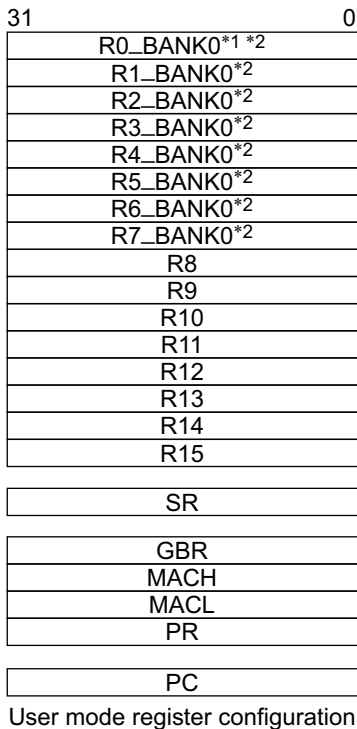 31 0
R0_BANK0*1 *2
R1_BANK0*2
R2_BANK0*2
R3_BANK0*2
R4_BANK0*2
R5_BANK0*2
R6_BANK0*2
R7_BANK0*2
R8
R9
R10
R11
R12
R13
R14
R15
SR
GBR
MACH
MACL
PR
PC
User mode register configuration